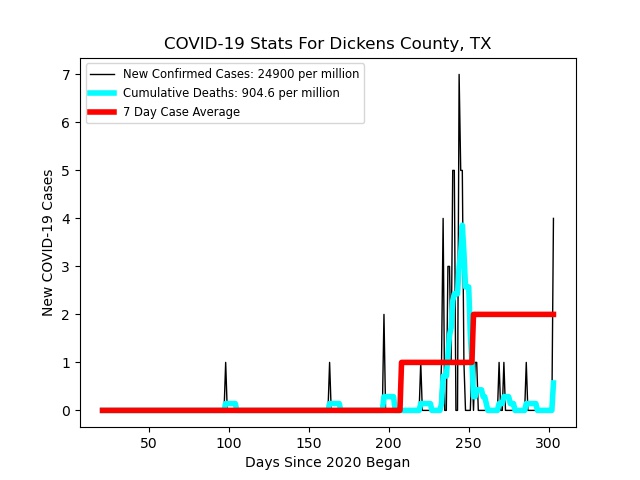 COVID-19 Stats For Dickens County, TX
New Confirmed Cases: 24900 per million
Cumulative Deaths: 904.6 per million
7 Day Case Average
New COVID-19 Cases
7
6
5
4
3
2
1
0
50 100 150 200 250 300
Days Since 2020 Began